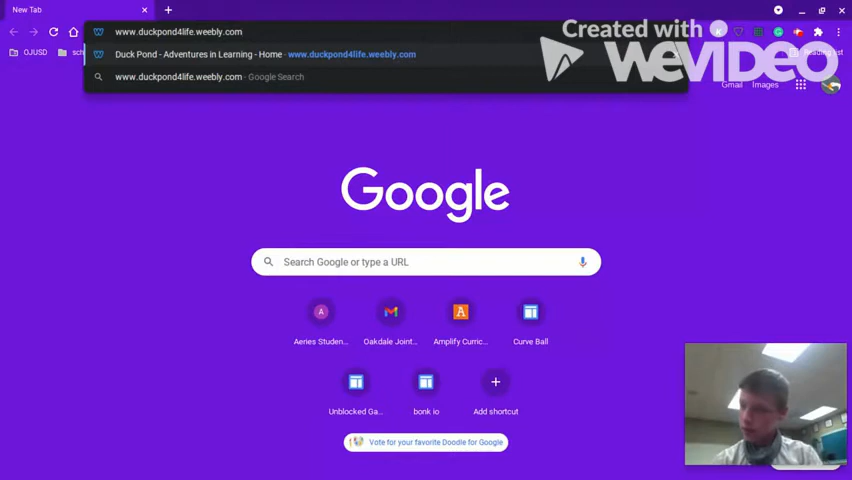 New Tab
www.duckpond4life.weebly.com
Created with
WEVIDEO
OJUSD
Duck Pond - Adventures in Learning - Home - www.duckpond4life.weebly.com
Reading list
www.duckpond4life.weebly.com - Google Search
Gmail Images
Google
Search Google or type a URL
A
Aeries Studen...
Oakdale Joint...
Amplify Curric...
Curve Ball
Unblocked Ga...
bonk io
Add shortcut
Vote for your favorite Doodle for Google